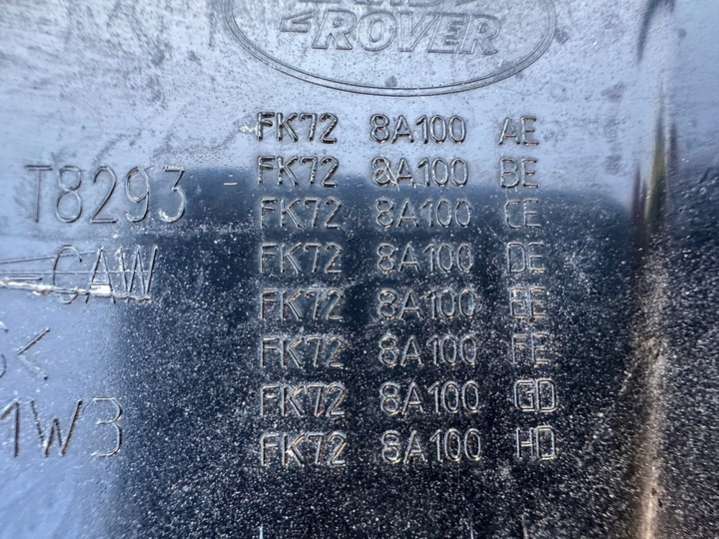 ROVER
FK72 8A100 AE
T8293 - FK72 8A100 BE
FK72 8A100 CE
CAW FK72 8A100 DE
FK72 8A100 EE
FK72 8A100 FE
1W3 FK72 8A100 GD
FK72 8A100 HD